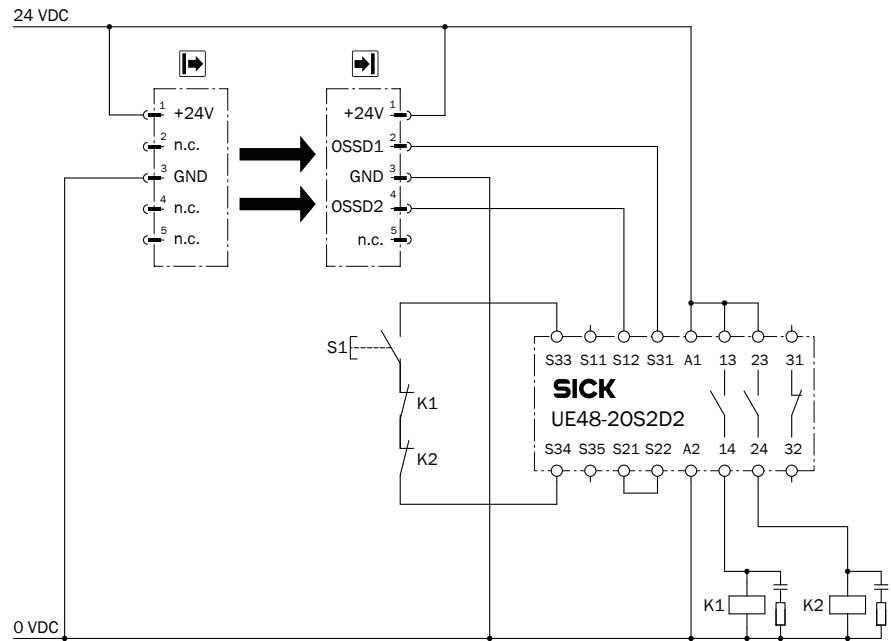 24 VDC
1 +24V
2 n.c.
3 GND
4 n.c.
5 n.c.
+24V 1
OSSD1 2
GND 3
OSSD2 4
n.c. 5
S1
K1
K2
S33 S11 S12 S31 A1 13 23 31
SICK
UE48-20S2D2
S34 S35 S21 S22 A2 14 24 32
K1
K2
0 VDC